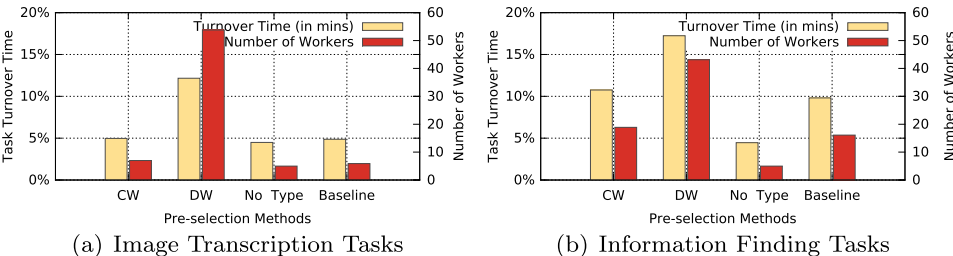 20%
15%
10%
5%
0%
Task Turnover Time
Turnover Time (in mins)
Number of Workers
60
50
40
30
20
10
0
Number of Workers
CW DW No Type Baseline
Pre-selection Methods
(a) Image Transcription Tasks
20%
15%
10%
5%
0%
Task Turnover Time
Turnover Time (in mins)
Number of Workers
60
50
40
30
20
10
0
Number of Workers
CW DW No Type Baseline
Pre-selection Methods
(b) Information Finding Tasks